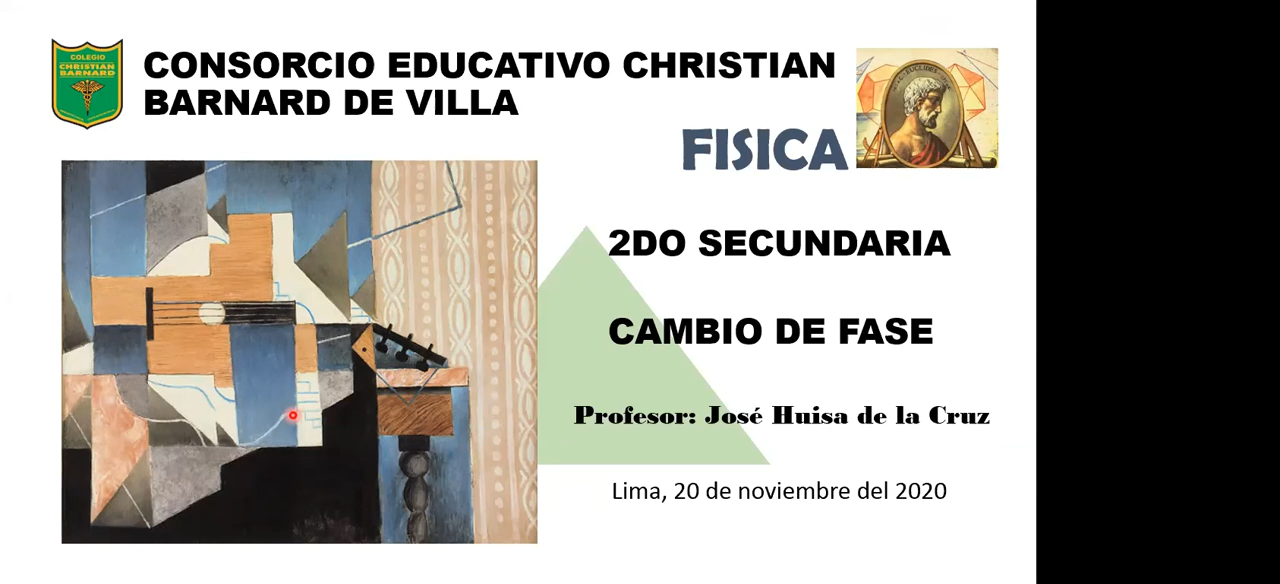 COLEGIO
CHRISTIAN
BARNARD
CONSORCIO EDUCATIVO CHRISTIAN
BARNARD DE VILLA
FISICA
2DO SECUNDARIA
CAMBIO DE FASE
Profesor: José Huisa de la Cruz
Lima, 20 de noviembre del 2020